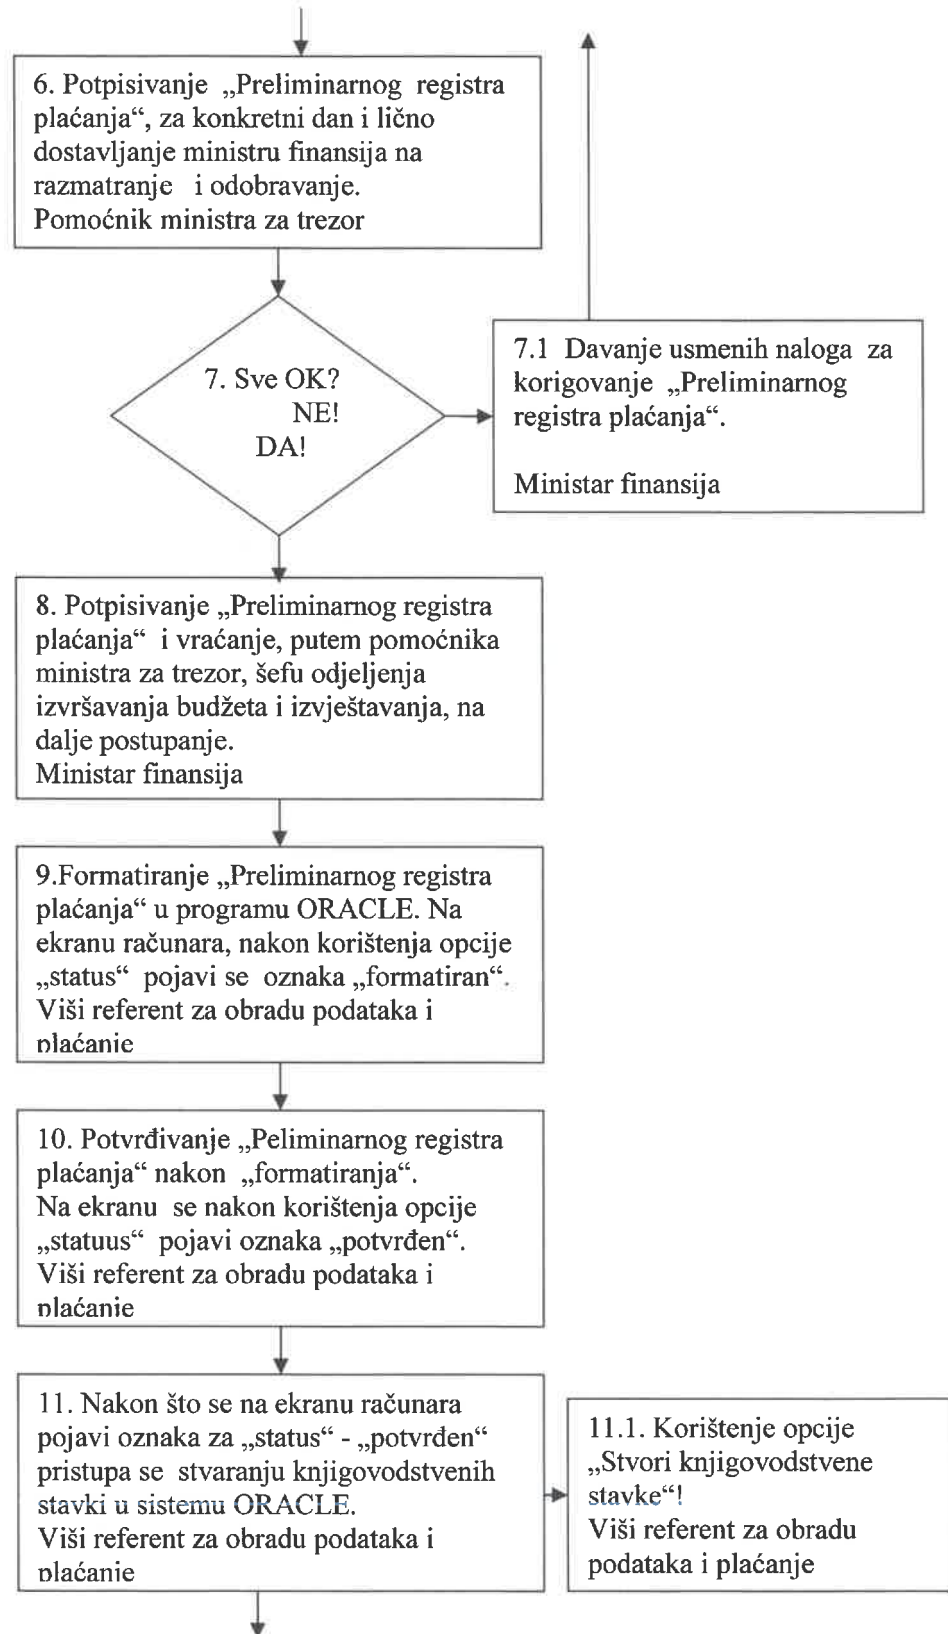 6. Potpisivanje „Preliminarnog registra
plaćanja“, za konkretni dan i lično
dostavljanje ministru finansija na
razmatranje i odobravanje.
Pomoćnik ministra za trezor
7. Sve OK?
NE!
DA!
7.1 Davanje usmenih naloga za
korigovanje „Preliminarnog
registra plaćanja“.
Ministar finansija
8. Potpisivanje „Preliminarnog registra
plaćanja“ i vraćanje, putem pomoćnika
ministra za trezor, šefu odjeljenja
izvršavanja budžeta i izvještavanja, na
dalje postupanje.
Ministar finansija
9.Formatiranje „Preliminarnog registra
plaćanja“ u programu ORACLE. Na
ekranu računara, nakon korištenja opcije
„status“ pojavi se oznaka „formatiran“.
Viši referent za obradu podataka i
plaćanje
10. Potvrđivanje „Peliminarnog registra
plaćanja“ nakon „formatiranja“.
Na ekranu se nakon korištenja opcije
„statuus“ pojavi oznaka „potvrđen“.
Viši referent za obradu podataka i
plaćanje
11. Nakon što se na ekranu računara
pojavi oznaka za „status“ - „potvrđen“
pristupa se stvaranju knjigovodstvenih
stavki u sistemu ORACLE.
Viši referent za obradu podataka i
plaćanje
11.1. Korištenje opcije
„Stvori knjigovodstvene
stavke“!
Viši referent za obradu
podataka i plaćanje